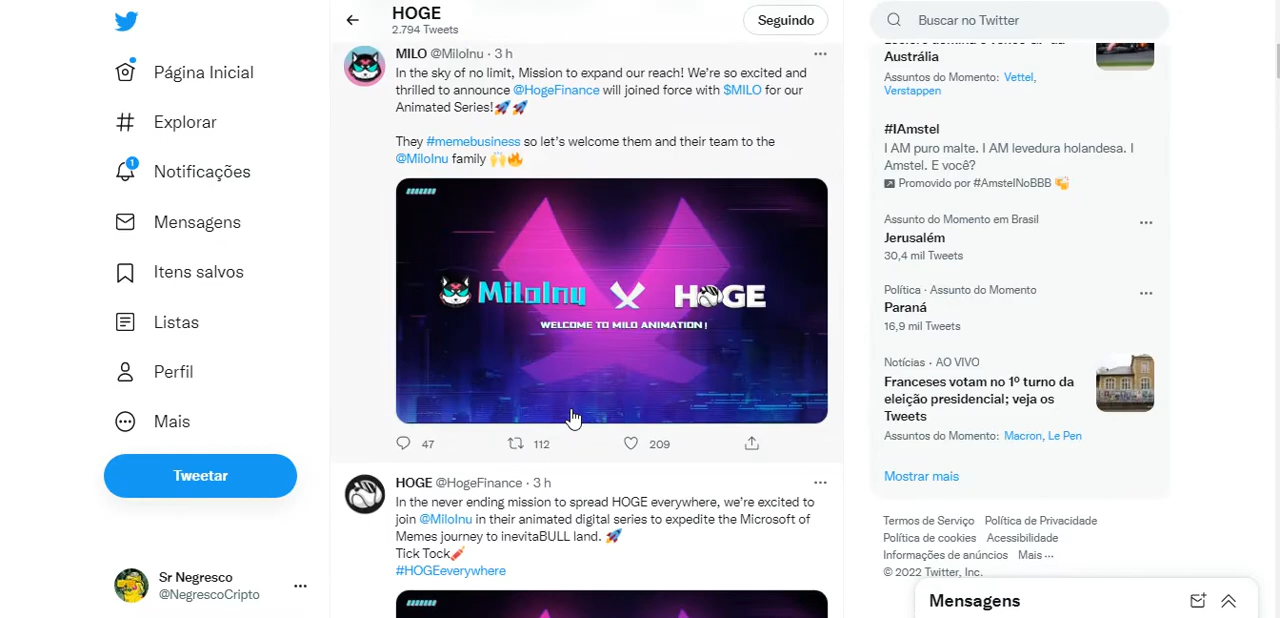 Página Inicial
Explorar
1
Notificações
Mensagens
Itens salvos
Listas
Perfil
Mais
Tweetar
Sr Negresco
@NegrescoCripto
HOGE
2.794 Tweets
Seguindo
MILO @MiloInu · 3 h
In the sky of no limit, Mission to expand our reach! We're so excited and
thrilled to announce @HogeFinance will joined force with $MILO for our
Animated Series!🚀🚀
They #memebusiness so let's welcome them and their team to the
@MiloInu family 🙌🔥
MiloInu X HOGE
WELCOME TO MILO ANIMATION!
47 112 209
HOGE @HogeFinance · 3 h
In the never ending mission to spread HOGE everywhere, we're excited to
join @MiloInu in their animated digital series to expedite the Microsoft of
Memes journey to inevitaBULL land. 🚀
Tick Tock🧨
#HOGEeverywhere
Buscar no Twitter
Austrália
Assuntos do Momento: Vettel,
Verstappen
#IAmstel
I AM puro malte. I AM levedura holandesa. I
Amstel. E você?
Promovido por #AmstelNoBBB 🍻
Assunto do Momento em Brasil
Jerusalém
30,4 mil Tweets
Política · Assunto do Momento
Paraná
16,9 mil Tweets
Notícias · AO VIVO
Franceses votam no 1º turno da
eleição presidencial; veja os
Tweets
Assuntos do Momento: Macron, Le Pen
Mostrar mais
Termos de Serviço Política de Privacidade
Política de cookies Acessibilidade
Informações de anúncios Mais ···
© 2022 Twitter, Inc.
Mensagens